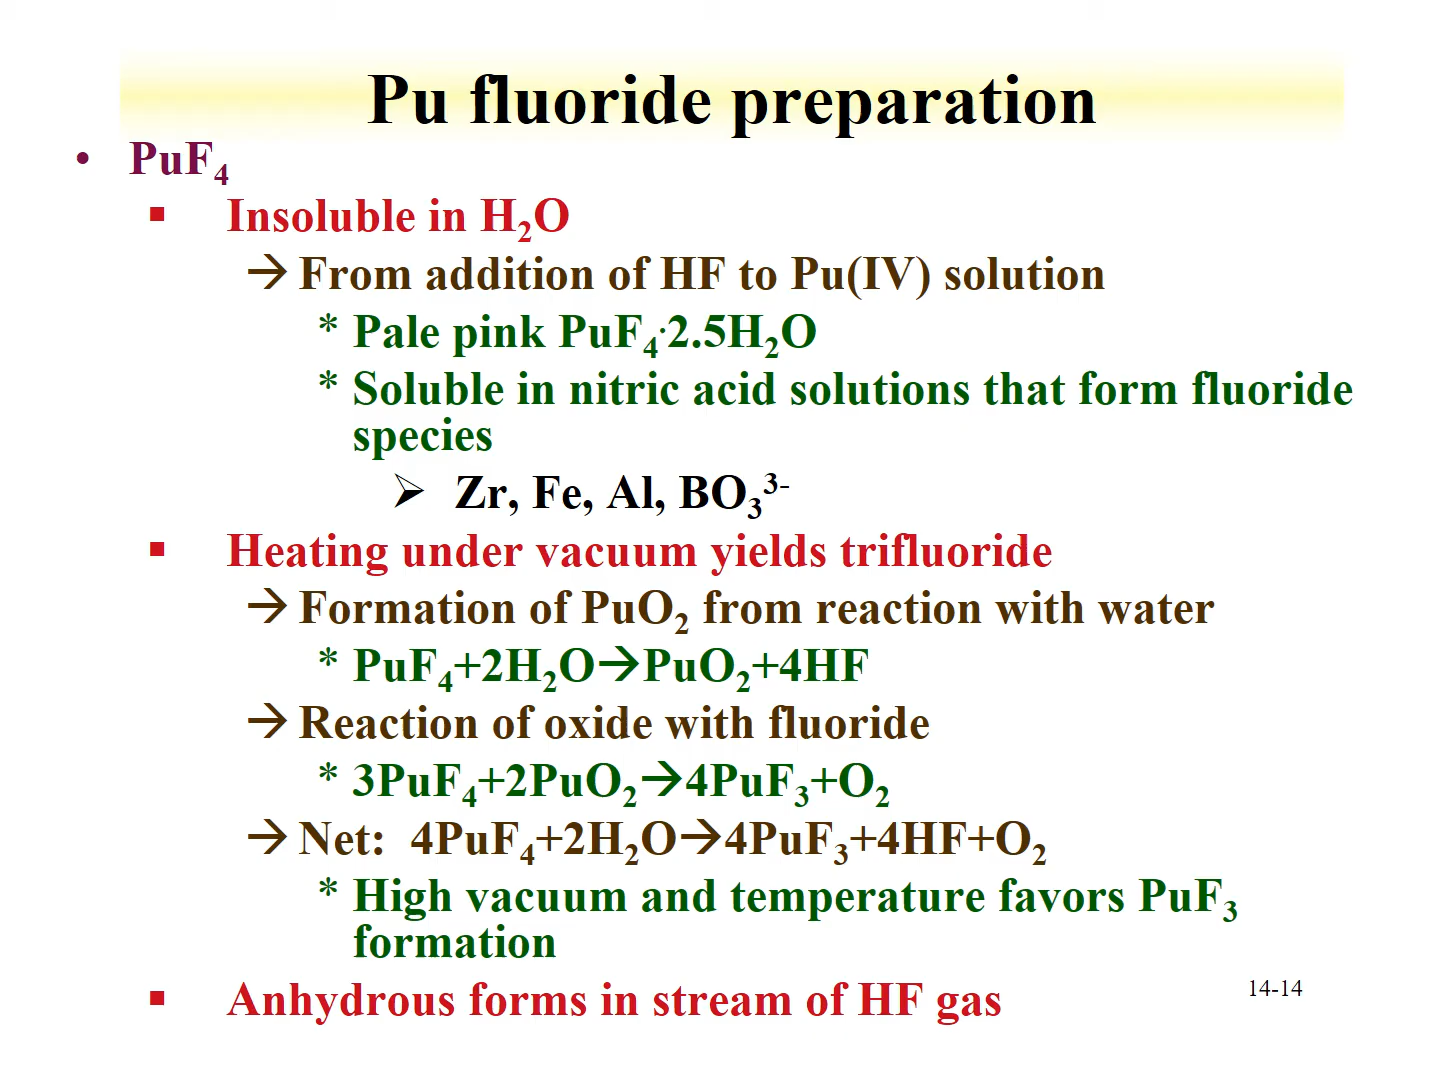 Pu fluoride preparation
• PuF₄
▪ Insoluble in H₂O
→ From addition of HF to Pu(IV) solution
* Pale pink PuF₄·2.5H₂O
* Soluble in nitric acid solutions that form fluoride
species
➢ Zr, Fe, Al, BO₃³⁻
▪ Heating under vacuum yields trifluoride
→ Formation of PuO₂ from reaction with water
* PuF₄+2H₂O→PuO₂+4HF
→ Reaction of oxide with fluoride
* 3PuF₄+2PuO₂→4PuF₃+O₂
→ Net: 4PuF₄+2H₂O→4PuF₃+4HF+O₂
* High vacuum and temperature favors PuF₃
formation
▪ Anhydrous forms in stream of HF gas
14-14